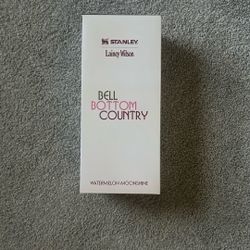 STANLEY
Lainey Wilson
BELL
BOTTOM
COUNTRY
WATERMELON MOONSHINE